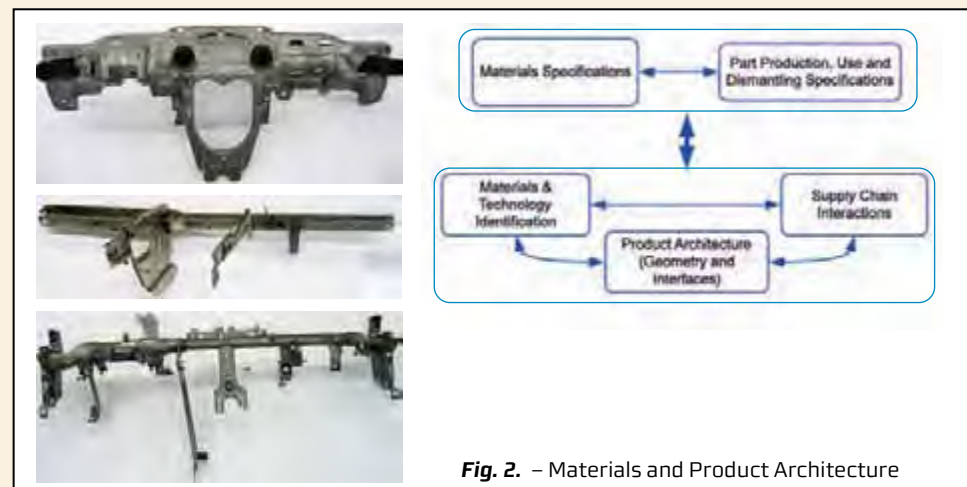 Materials Specifications
Part Production, Use and
Dismantling Specifications
Materials &
Technology
Identification
Supply Chain
Interactions
Product Architecture
(Geometry and
Interfaces)
Fig. 2. – Materials and Product Architecture